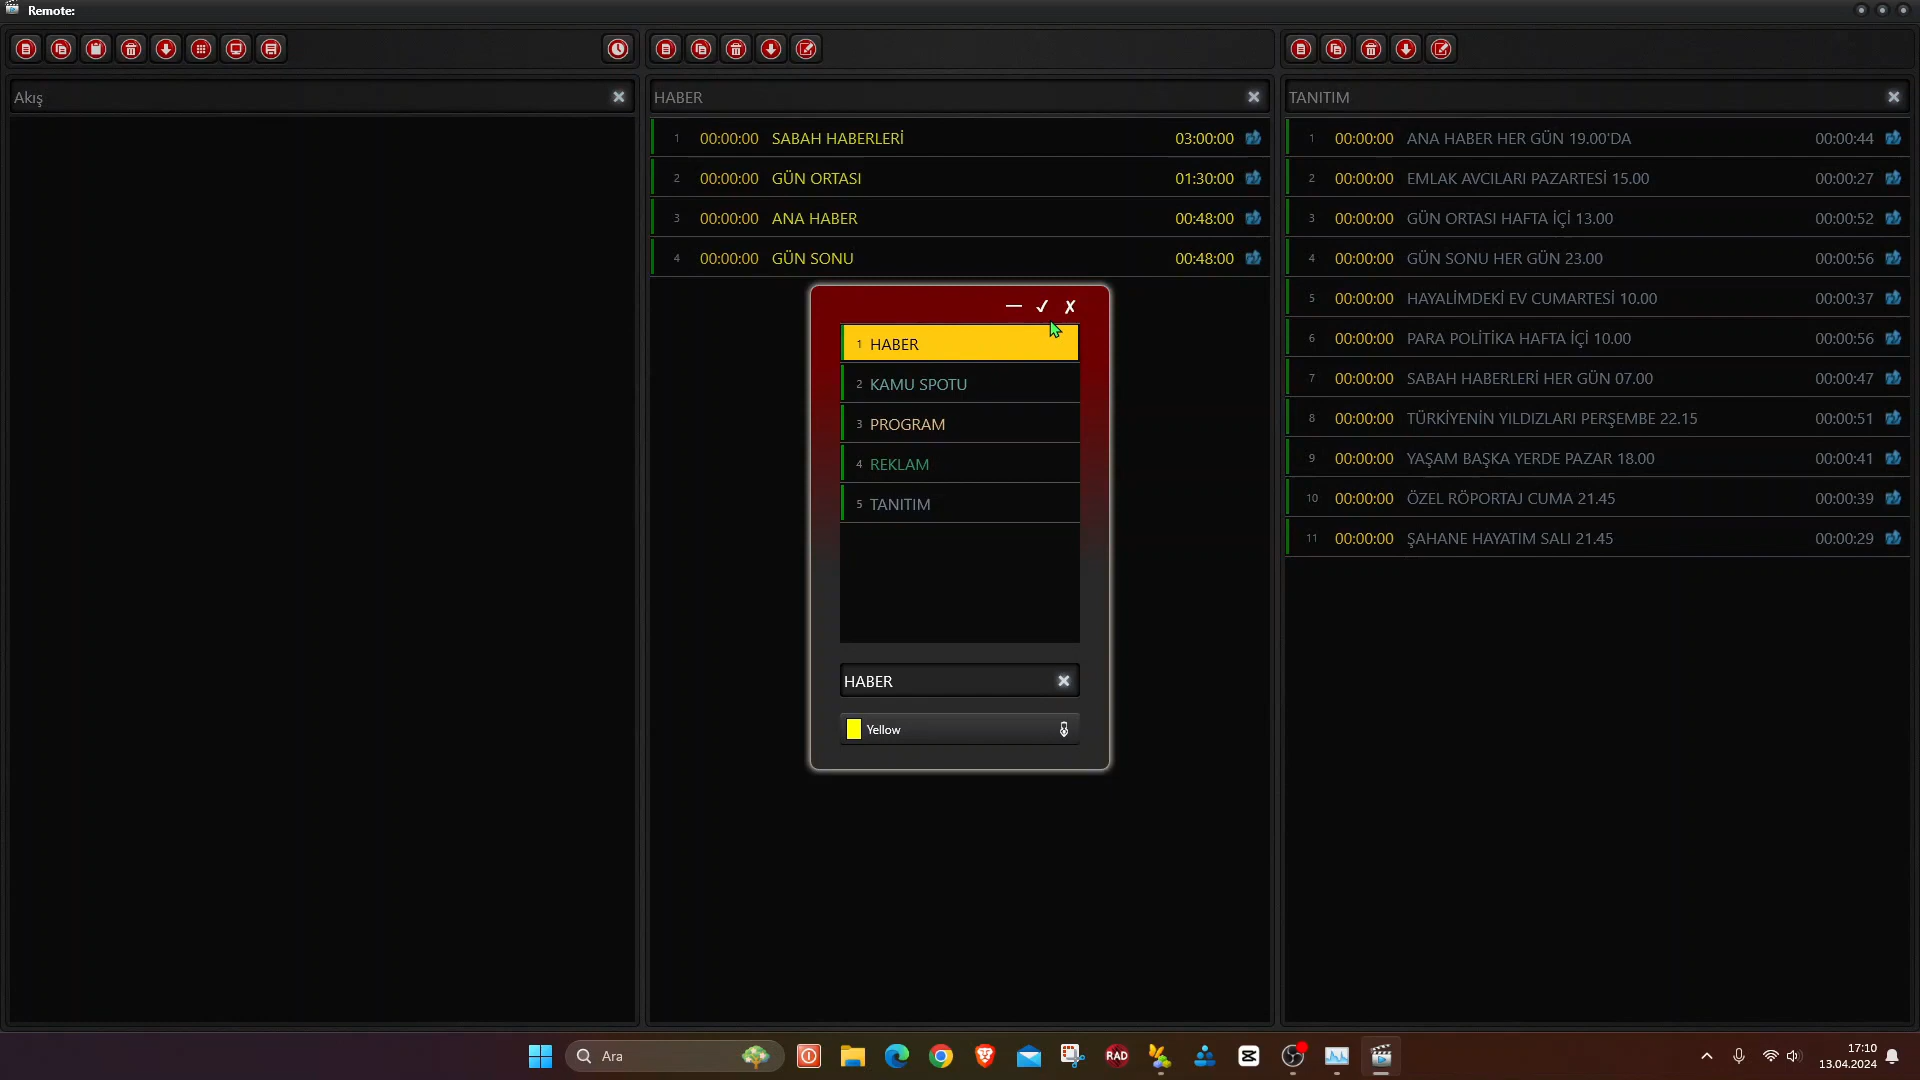 Remote:
Akış
HABER
1 00:00:00 SABAH HABERLERİ 03:00:00
2 00:00:00 GÜN ORTASI 01:30:00
3 00:00:00 ANA HABER 00:48:00
4 00:00:00 GÜN SONU 00:48:00
1 HABER
2 KAMU SPOTU
3 PROGRAM
4 REKLAM
5 TANITIM
HABER
Yellow
TANITIM
1 00:00:00 ANA HABER HER GÜN 19.00'DA 00:00:44
2 00:00:00 EMLAK AVCILARI PAZARTESİ 15.00 00:00:27
3 00:00:00 GÜN ORTASI HAFTA İÇİ 13.00 00:00:52
4 00:00:00 GÜN SONU HER GÜN 23.00 00:00:56
5 00:00:00 HAYALİMDEKİ EV CUMARTESİ 10.00 00:00:37
6 00:00:00 PARA POLİTİKA HAFTA İÇİ 10.00 00:00:56
7 00:00:00 SABAH HABERLERİ HER GÜN 07.00 00:00:47
8 00:00:00 TÜRKİYENİN YILDIZLARI PERŞEMBE 22.15 00:00:51
9 00:00:00 YAŞAM BAŞKA YERDE PAZAR 18.00 00:00:41
10 00:00:00 ÖZEL RÖPORTAJ CUMA 21.45 00:00:39
11 00:00:00 ŞAHANE HAYATIM SALI 21.45 00:00:29
Ara
RAD
17:10
13.04.2024